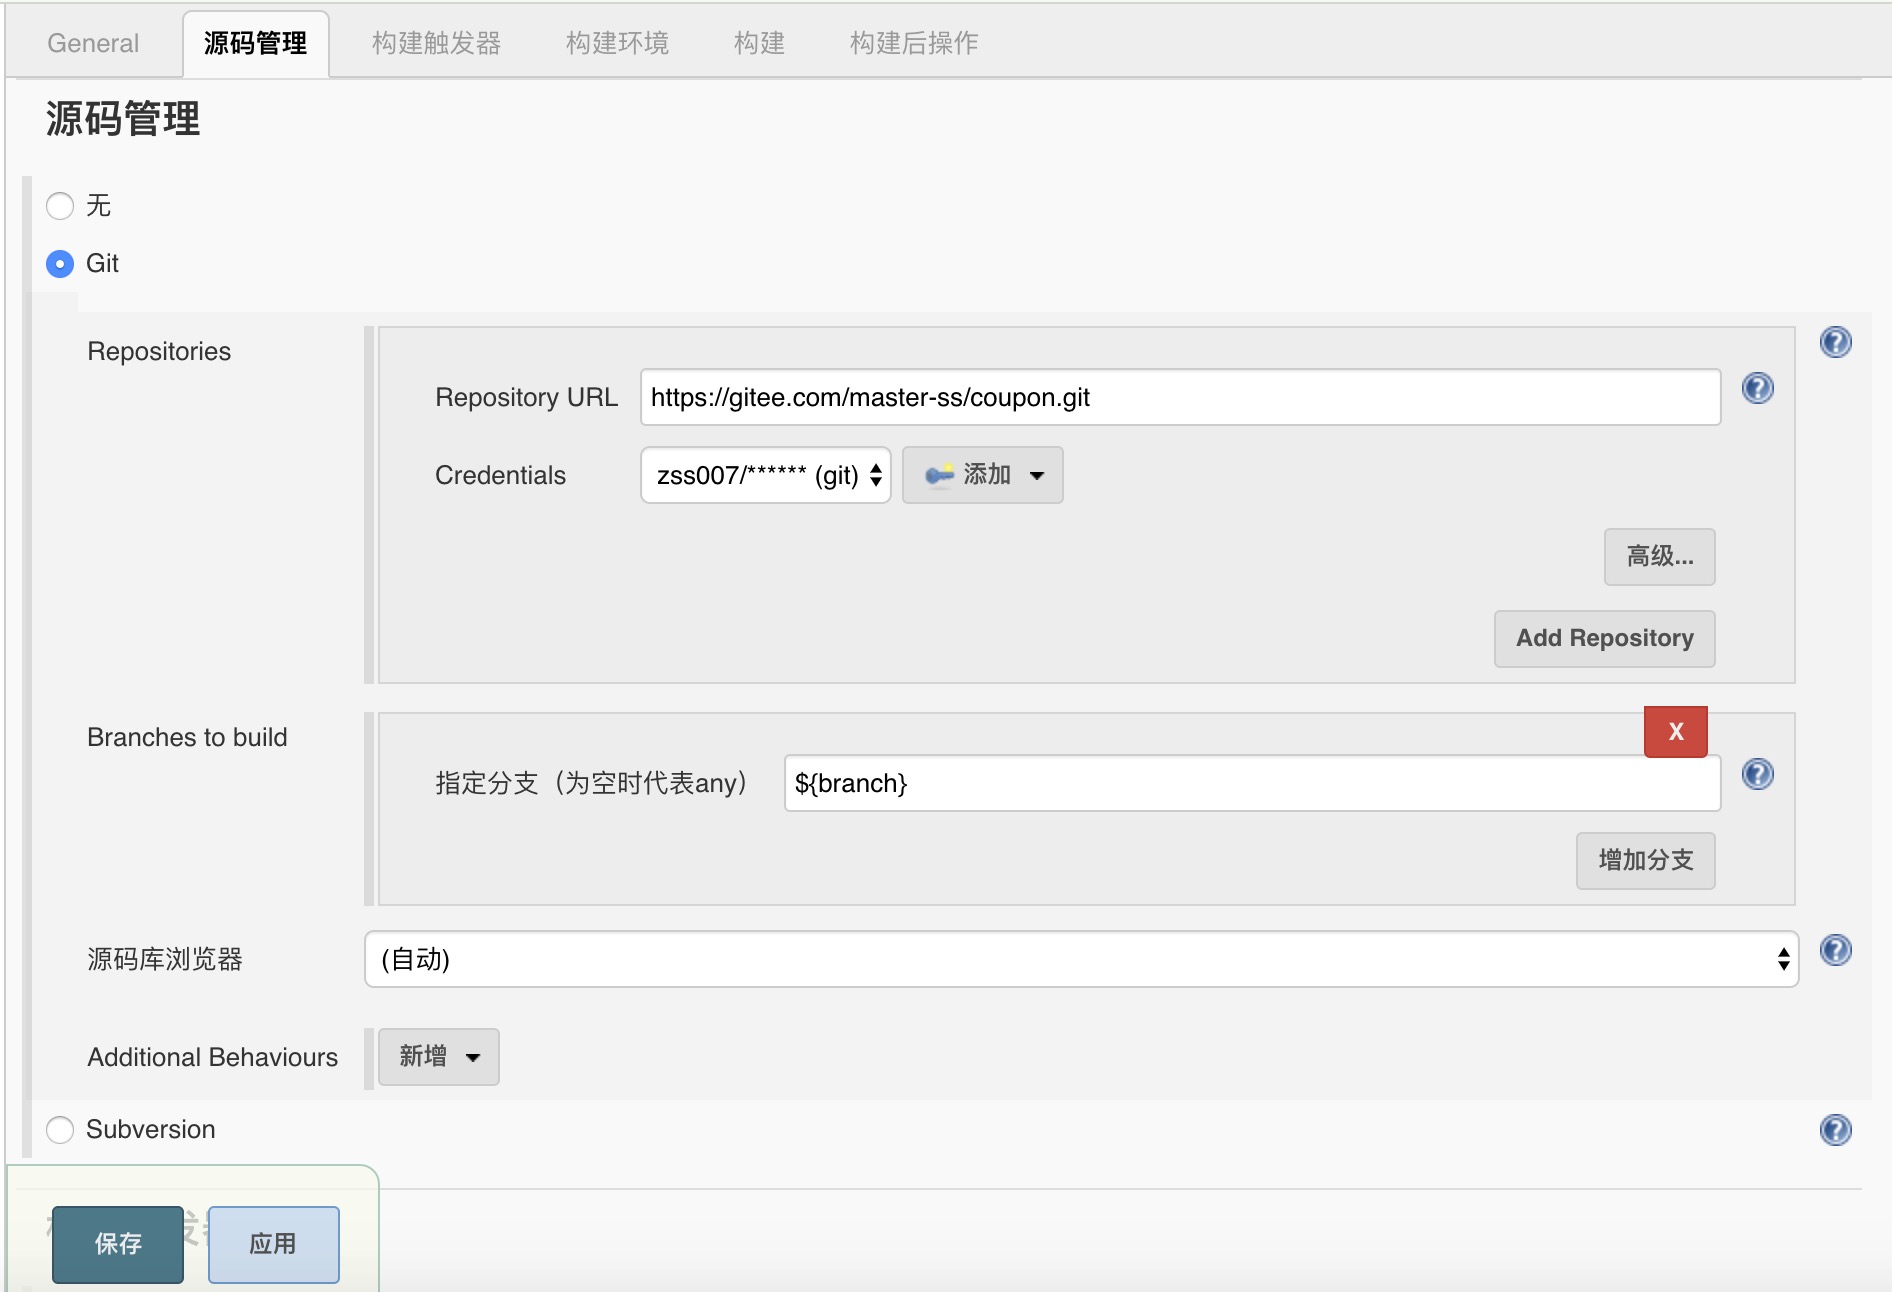 General 源码管理 构建触发器 构建环境 构建 构建后操作
源码管理
无
Git
Repositories
Repository URL https://gitee.com/master-ss/coupon.git
Credentials zss007/****** (git) 添加
高级...
Add Repository
Branches to build
X
指定分支（为空时代表any） ${branch}
增加分支
源码库浏览器 (自动)
Additional Behaviours 新增
Subversion
保存 应用